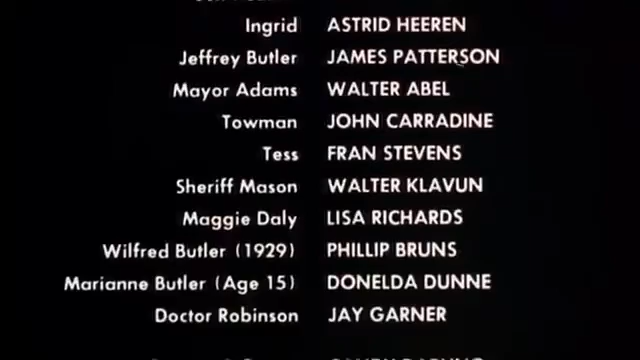 Ingrid ASTRID HEEREN
Jeffrey Butler JAMES PATTERSON
Mayor Adams WALTER ABEL
Towman JOHN CARRADINE
Tess FRAN STEVENS
Sheriff Mason WALTER KLAVUN
Maggie Daly LISA RICHARDS
Wilfred Butler (1929) PHILLIP BRUNS
Marianne Butler (Age 15) DONELDA DUNNE
Doctor Robinson JAY GARNER